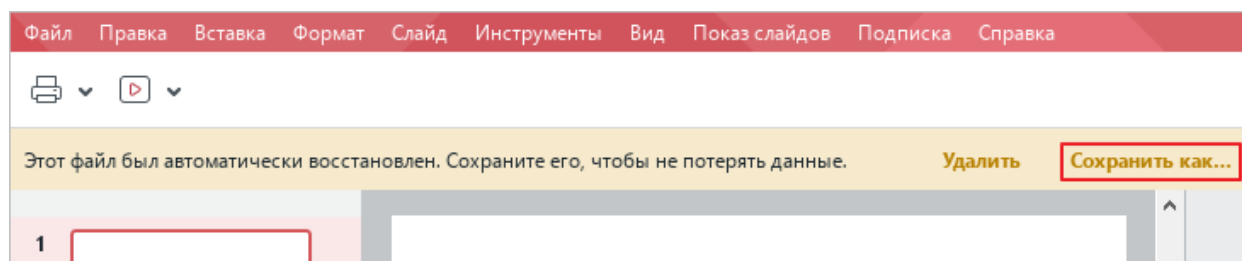 Файл Правка Вставка Формат Слайд Инструменты Вид Показ слайдов Подписка Справка
Этот файл был автоматически восстановлен. Сохраните его, чтобы не потерять данные. Удалить Сохранить как...
1